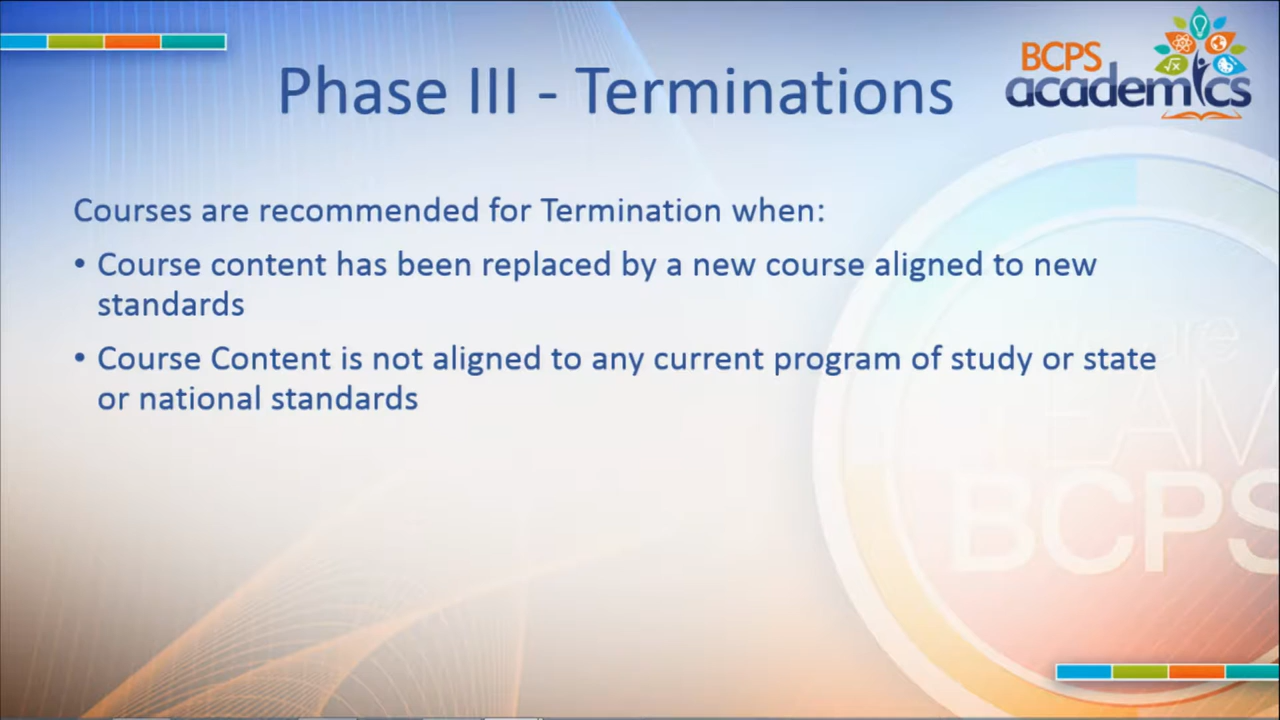 BCPS
academics
Phase III - Terminations
Courses are recommended for Termination when:
• Course content has been replaced by a new course aligned to new
standards
• Course Content is not aligned to any current program of study or state
or national standards
TEAM
BCPS